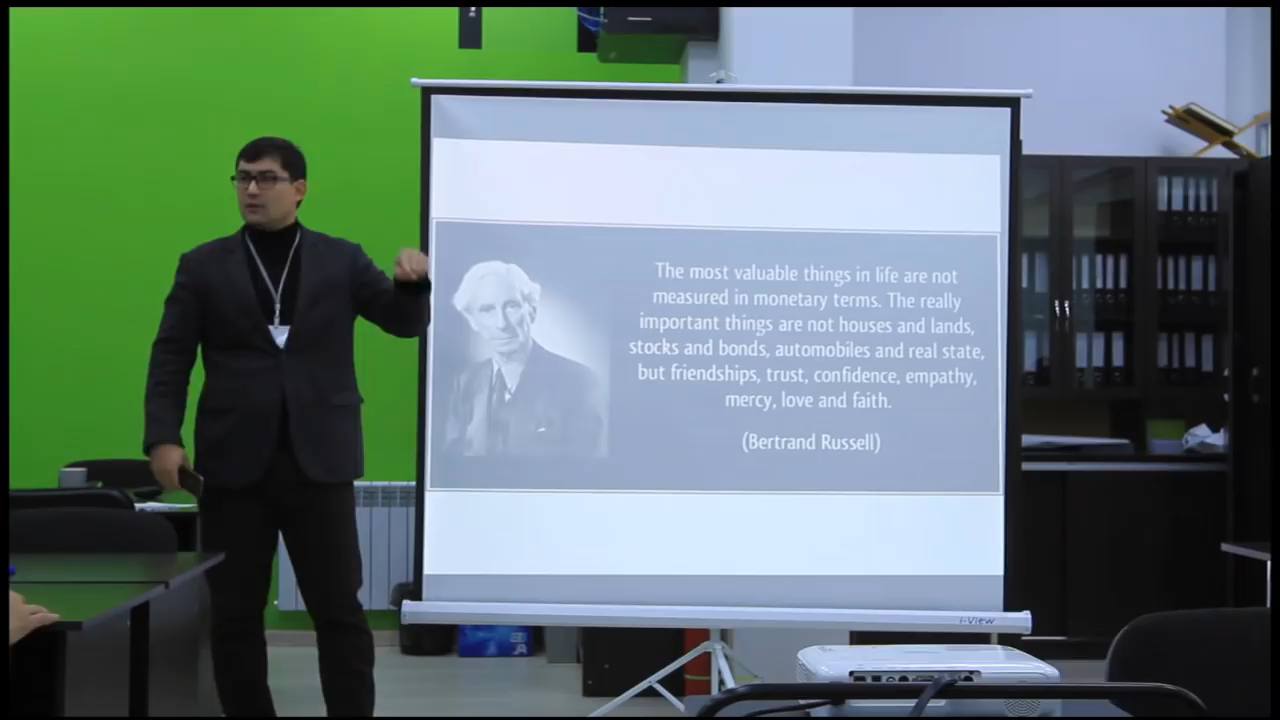 The most valuable things in life are not
measured in monetary terms. The really
important things are not houses and lands,
stocks and bonds, automobiles and real state,
but friendships, trust, confidence, empathy,
mercy, love and faith.
(Bertrand Russell)
i-View